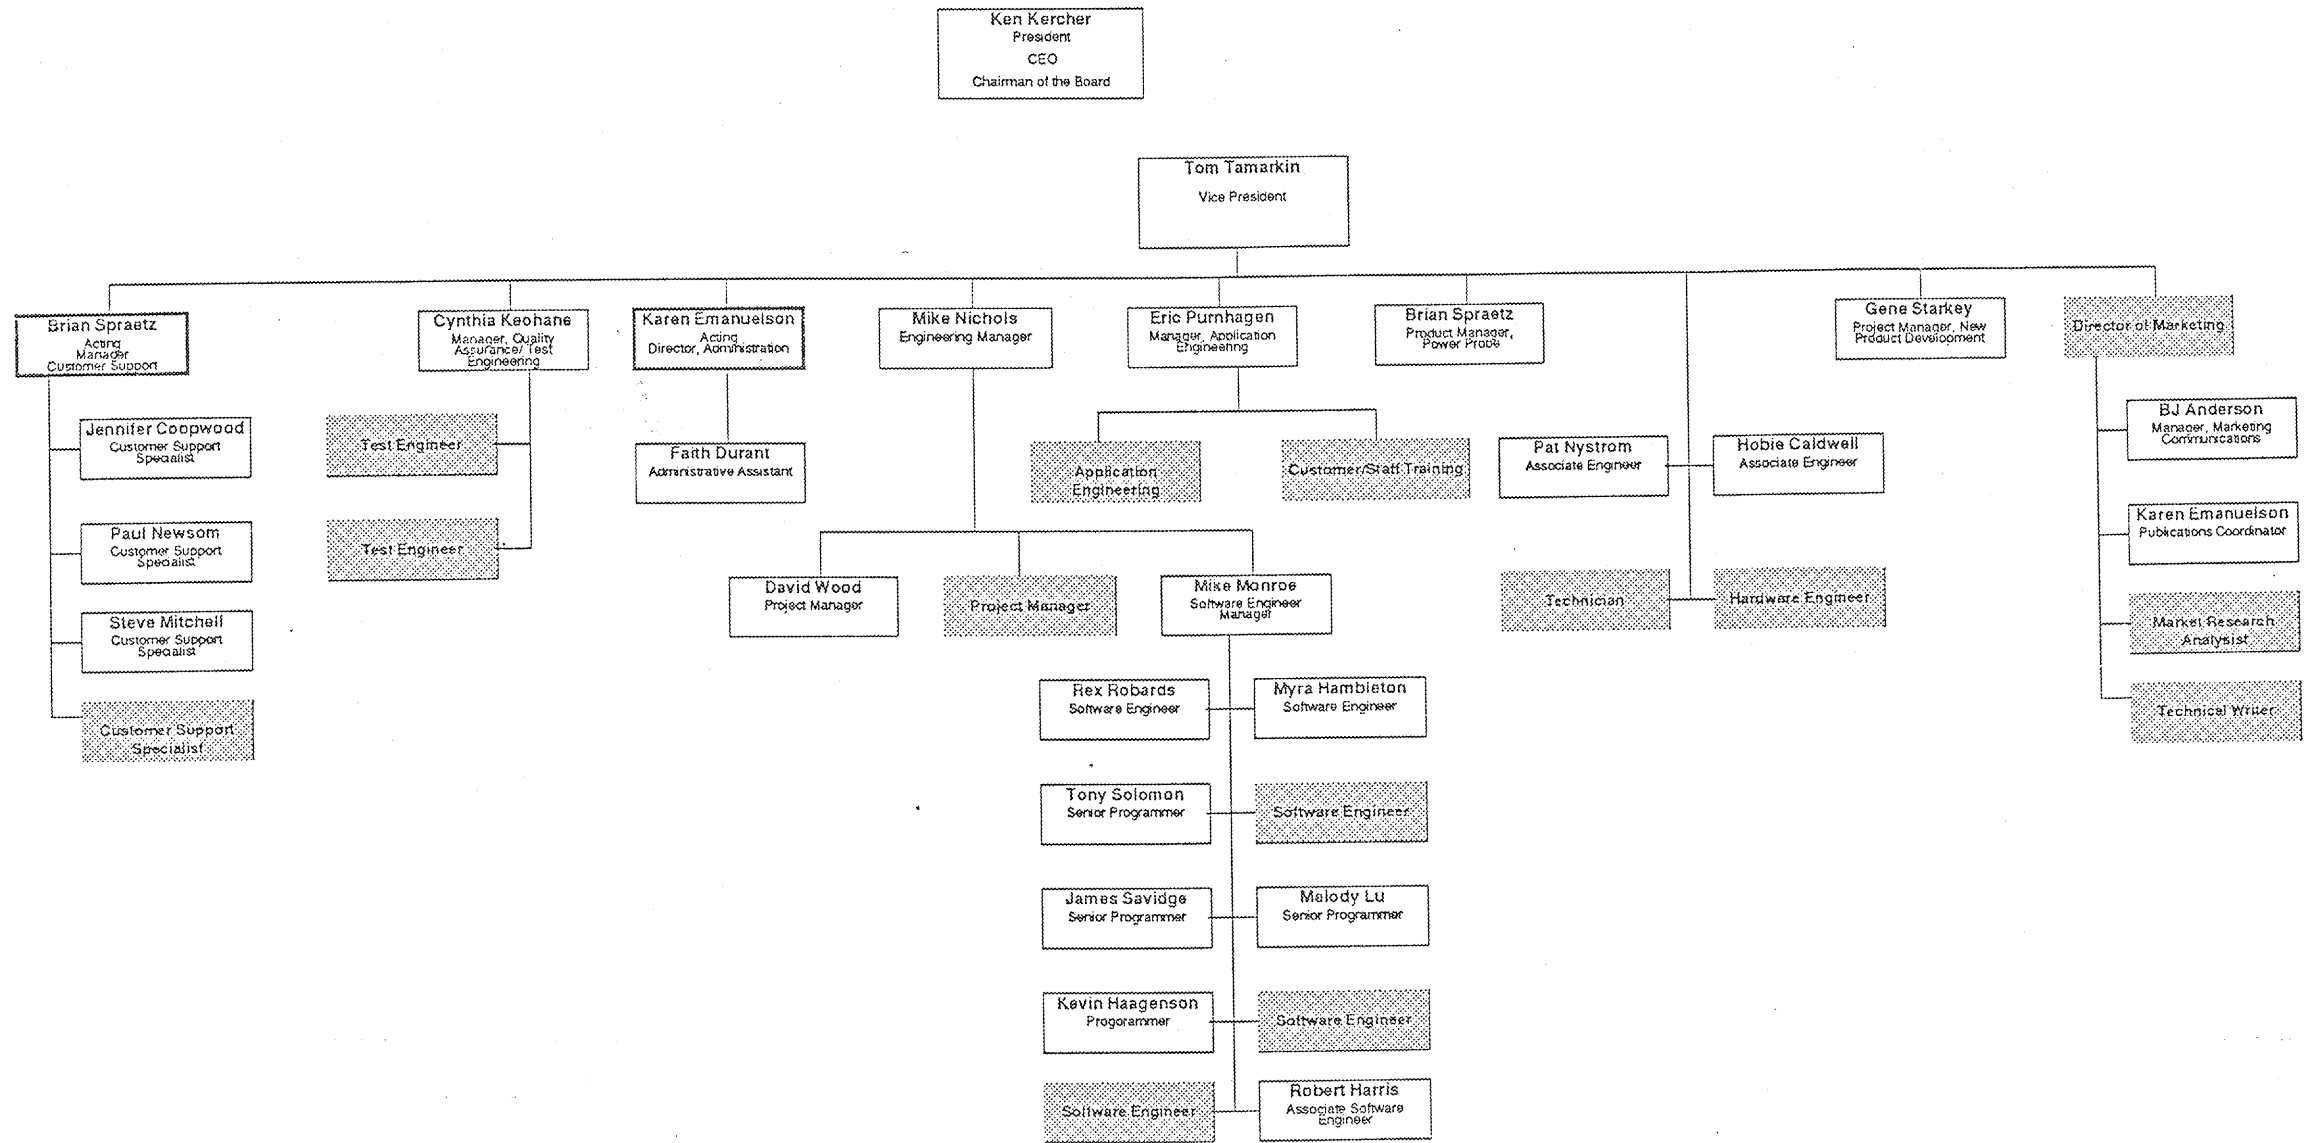 Ken Kercher
President
CEO
Chairman of the Board
Tom Tamarkin
Vice President
Brian Spraetz
Acting
Manager
Customer Support
Cynthia Keohane
Manager, Quality
Assurance/ Test
Engineering
Karen Emanuelson
Acting
Director, Administration
Mike Nichols
Engineering Manager
Eric Purnhagen
Manager, Application
Engineering
Brian Spraetz
Product Manager,
Power Probe
Gene Starkey
Project Manager, New
Product Development
Director of Marketing
Jennifer Coopwood
Customer Support
Specialist
Test Engineer
Faith Durant
Administrative Assistant
Application
Engineering
Customer/Staff Training
Pat Nystrom
Associate Engineer
Hobie Caldwell
Associate Engineer
BJ Anderson
Manager, Marketing
Communications
Paul Newsom
Customer Support
Specialist
Test Engineer
Karen Emanuelson
Publications Coordinator
David Wood
Project Manager
Project Manager
Mike Monroe
Software Engineer
Manager
Technician
Hardware Engineer
Steve Mitchell
Customer Support
Specialist
Market Research
Analysist
Customer Support
Specialist
Rex Robards
Software Engineer
Myra Hambleton
Software Engineer
Technical Writer
Tony Solomon
Senior Programmer
Software Engineer
James Savidge
Senior Programmer
Melody Lu
Senior Programmer
Kevin Haagenson
Progorammer
Software Engineer
Software Engineer
Robert Harris
Associate Software
Engineer